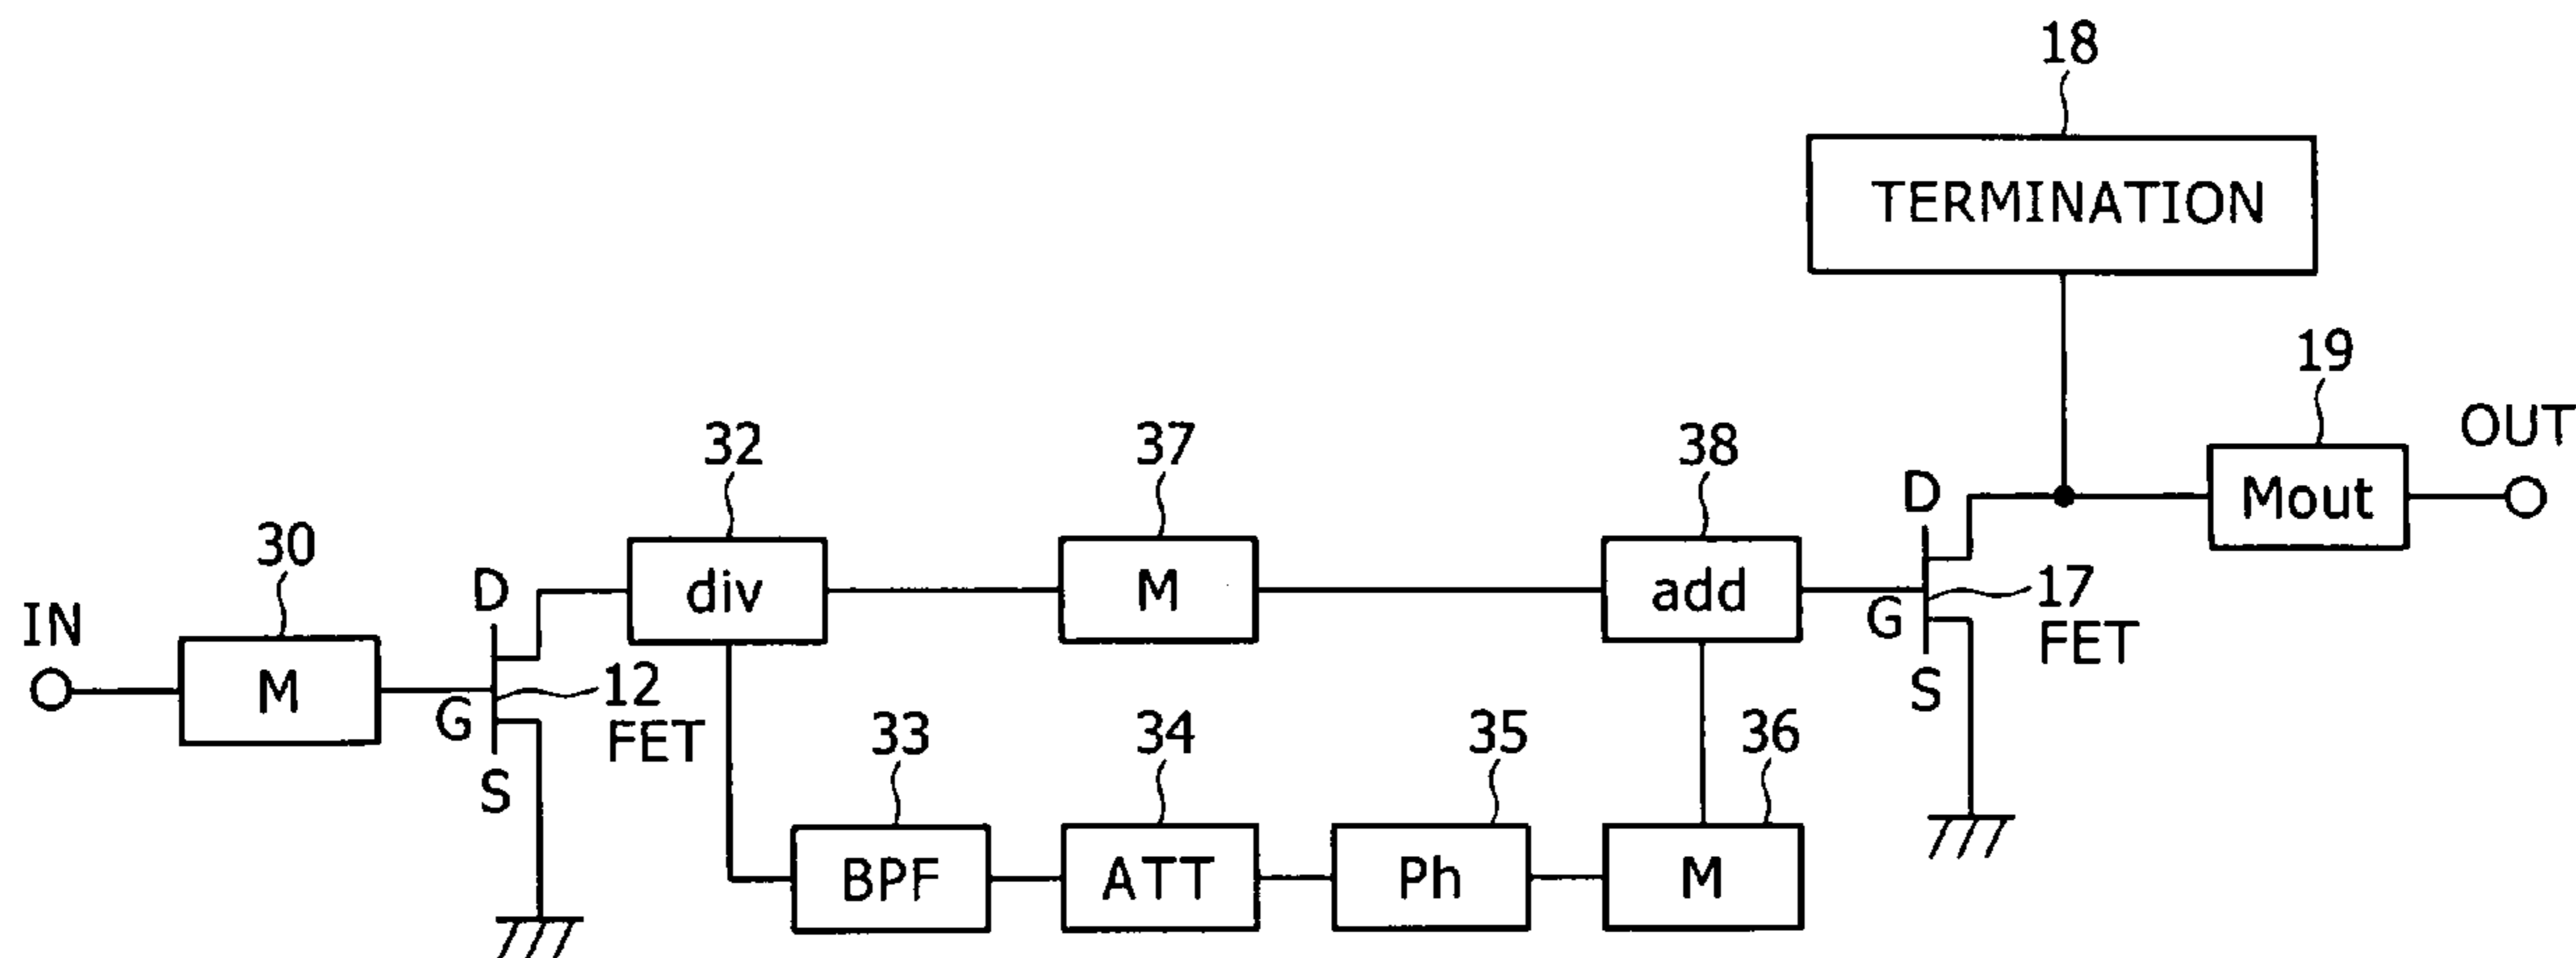 18
TERMINATION
19
OUT
Mout
32
37
38
D
div
M
add
17
FET
G
S
30
IN
M
D
12
FET
G
S
33
34
35
36
BPF
ATT
Ph
M